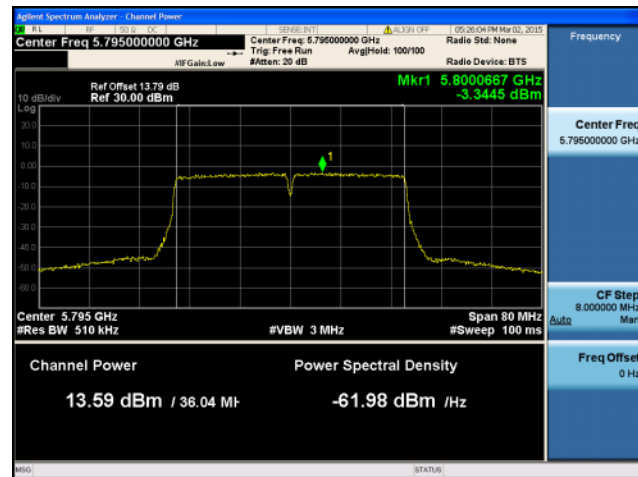 Agilent Spectrum Analyzer - Channel Power
RL RF 50 Ω DC SENSE:INT ALIGN OFF 05:26:04 PM Mar 02, 2015
Center Freq 5.795000000 GHz
Center Freq: 5.795000000 GHz
Radio Std: None
Trig: Free Run Avg|Hold: 100/100
#IFGain:Low #Atten: 20 dB Radio Device: BTS
Mkr1 5.8000667 GHz
-3.3445 dBm
Ref Offset 13.79 dB
10 dB/div Ref 30.00 dBm
Log
20.0
10.0
0.00
-10.0
-20.0
-30.0
-40.0
-50.0
-60.0
1
Center 5.795 GHz Span 80 MHz
#Res BW 510 kHz #VBW 3 MHz #Sweep 100 ms
Channel Power Power Spectral Density
13.59 dBm / 36.04 MH -61.98 dBm /Hz
MSG STATUS
Frequency
Center Freq
5.795000000 GHz
CF Step
8.000000 MHz
Auto Man
Freq Offset
0 Hz